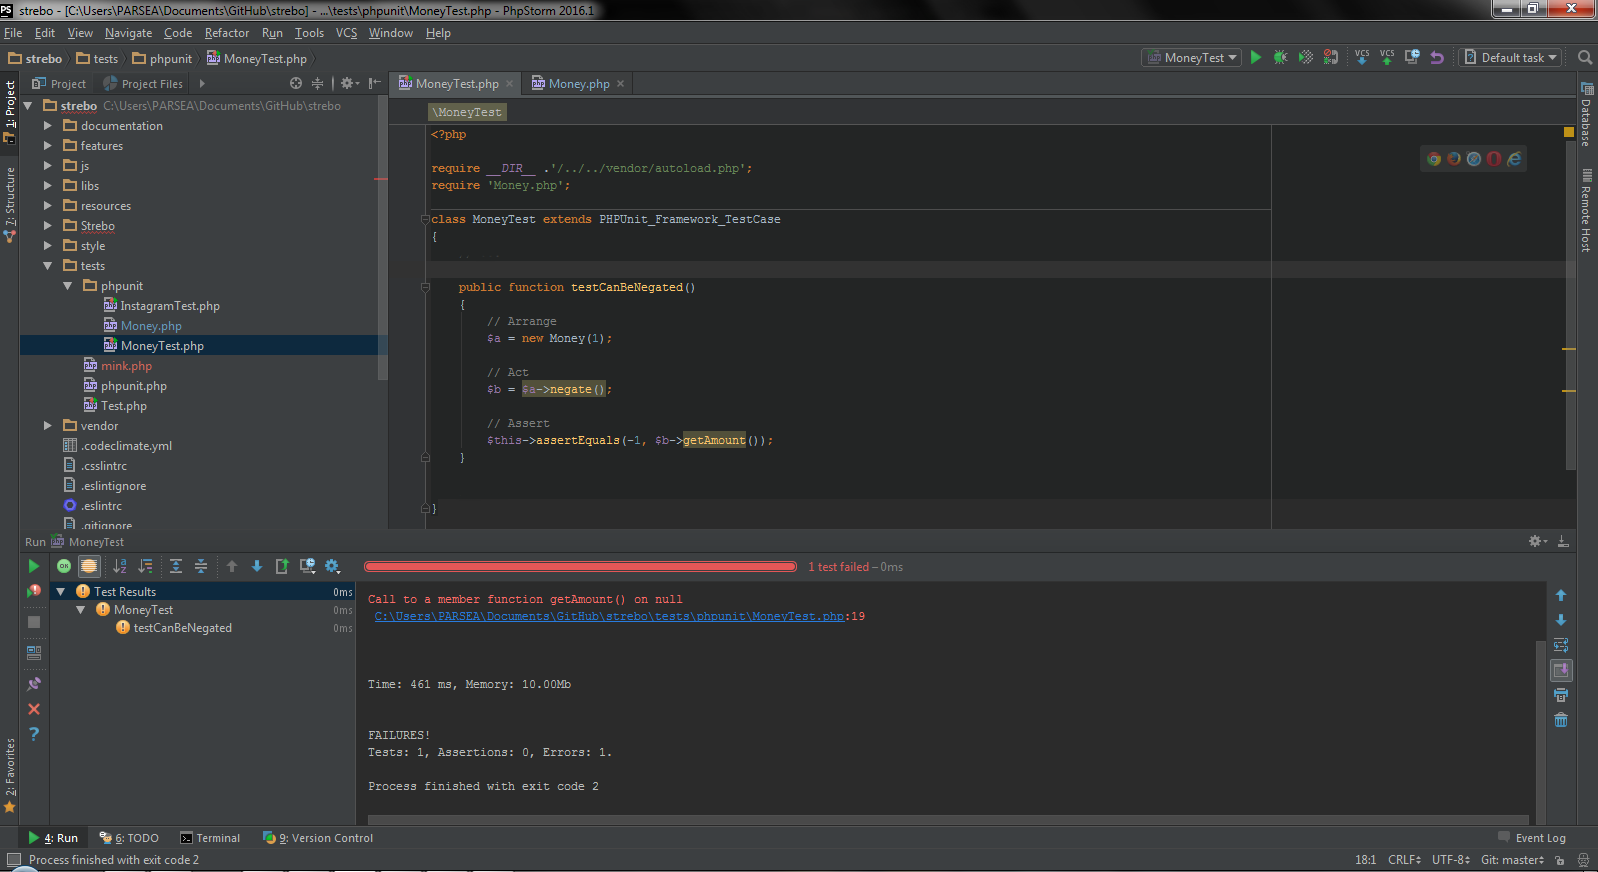 strebo - [C:\Users\PARSEA\Documents\GitHub\strebo] - ...\tests\phpunit\MoneyTest.php - PhpStorm 2016.1
File Edit View Navigate Code Refactor Run Tools VCS Window Help
strebo tests phpunit MoneyTest.php
MoneyTest VCS VCS Default task
Project Project Files
MoneyTest.php Money.php
1: Project
7: Structure
2: Favorites
strebo C:\Users\PARSEA\Documents\GitHub\strebo
documentation
features
js
libs
resources
Strebo
style
tests
phpunit
InstagramTest.php
Money.php
MoneyTest.php
mink.php
phpunit.php
Test.php
vendor
.codeclimate.yml
.csslintrc
.eslintignore
.eslintrc
.gitignore
\MoneyTest
<?php
require __DIR__ .'/../../vendor/autoload.php';
require 'Money.php';
class MoneyTest extends PHPUnit_Framework_TestCase
{
public function testCanBeNegated()
{
// Arrange
$a = new Money(1);
// Act
$b = $a->negate();
// Assert
$this->assertEquals(-1, $b->getAmount());
}
}
Database
Remote Host
Run MoneyTest
1 test failed – 0ms
Test Results 0ms
MoneyTest 0ms
testCanBeNegated 0ms
Call to a member function getAmount() on null
C:\Users\PARSEA\Documents\GitHub\strebo\tests\phpunit\MoneyTest.php:19
Time: 461 ms, Memory: 10.00Mb
FAILURES!
Tests: 1, Assertions: 0, Errors: 1.
Process finished with exit code 2
4: Run 6: TODO Terminal 9: Version Control Event Log
Process finished with exit code 2 18:1 CRLF UTF-8 Git: master